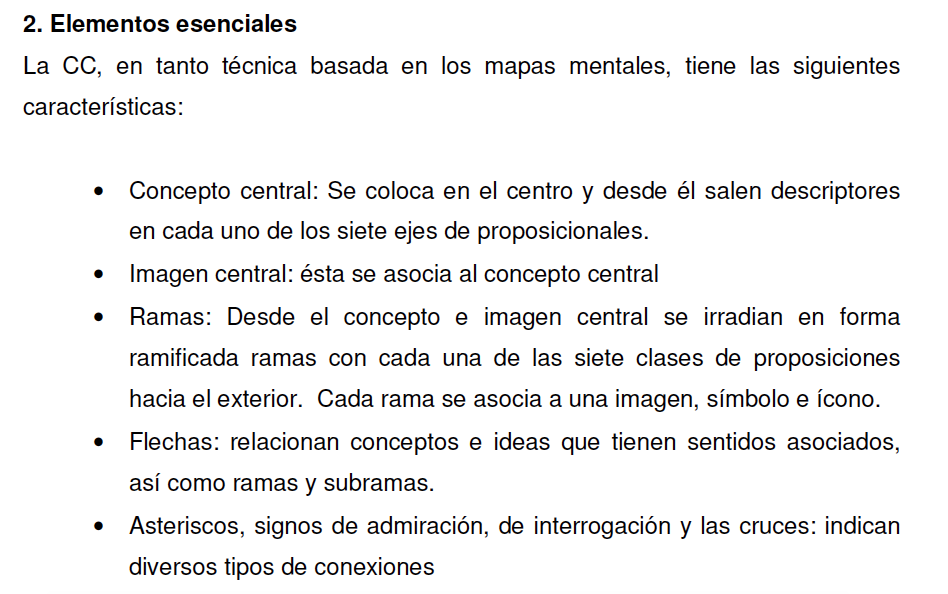 2. Elementos esenciales
La CC, en tanto técnica basada en los mapas mentales, tiene las siguientes
características:
• Concepto central: Se coloca en el centro y desde él salen descriptores
en cada uno de los siete ejes de proposicionales.
• Imagen central: ésta se asocia al concepto central
• Ramas: Desde el concepto e imagen central se irradian en forma
ramificada ramas con cada una de las siete clases de proposiciones
hacia el exterior.  Cada rama se asocia a una imagen, símbolo e ícono.
• Flechas: relacionan conceptos e ideas que tienen sentidos asociados,
así como ramas y subramas.
• Asteriscos, signos de admiración, de interrogación y las cruces: indican
diversos tipos de conexiones